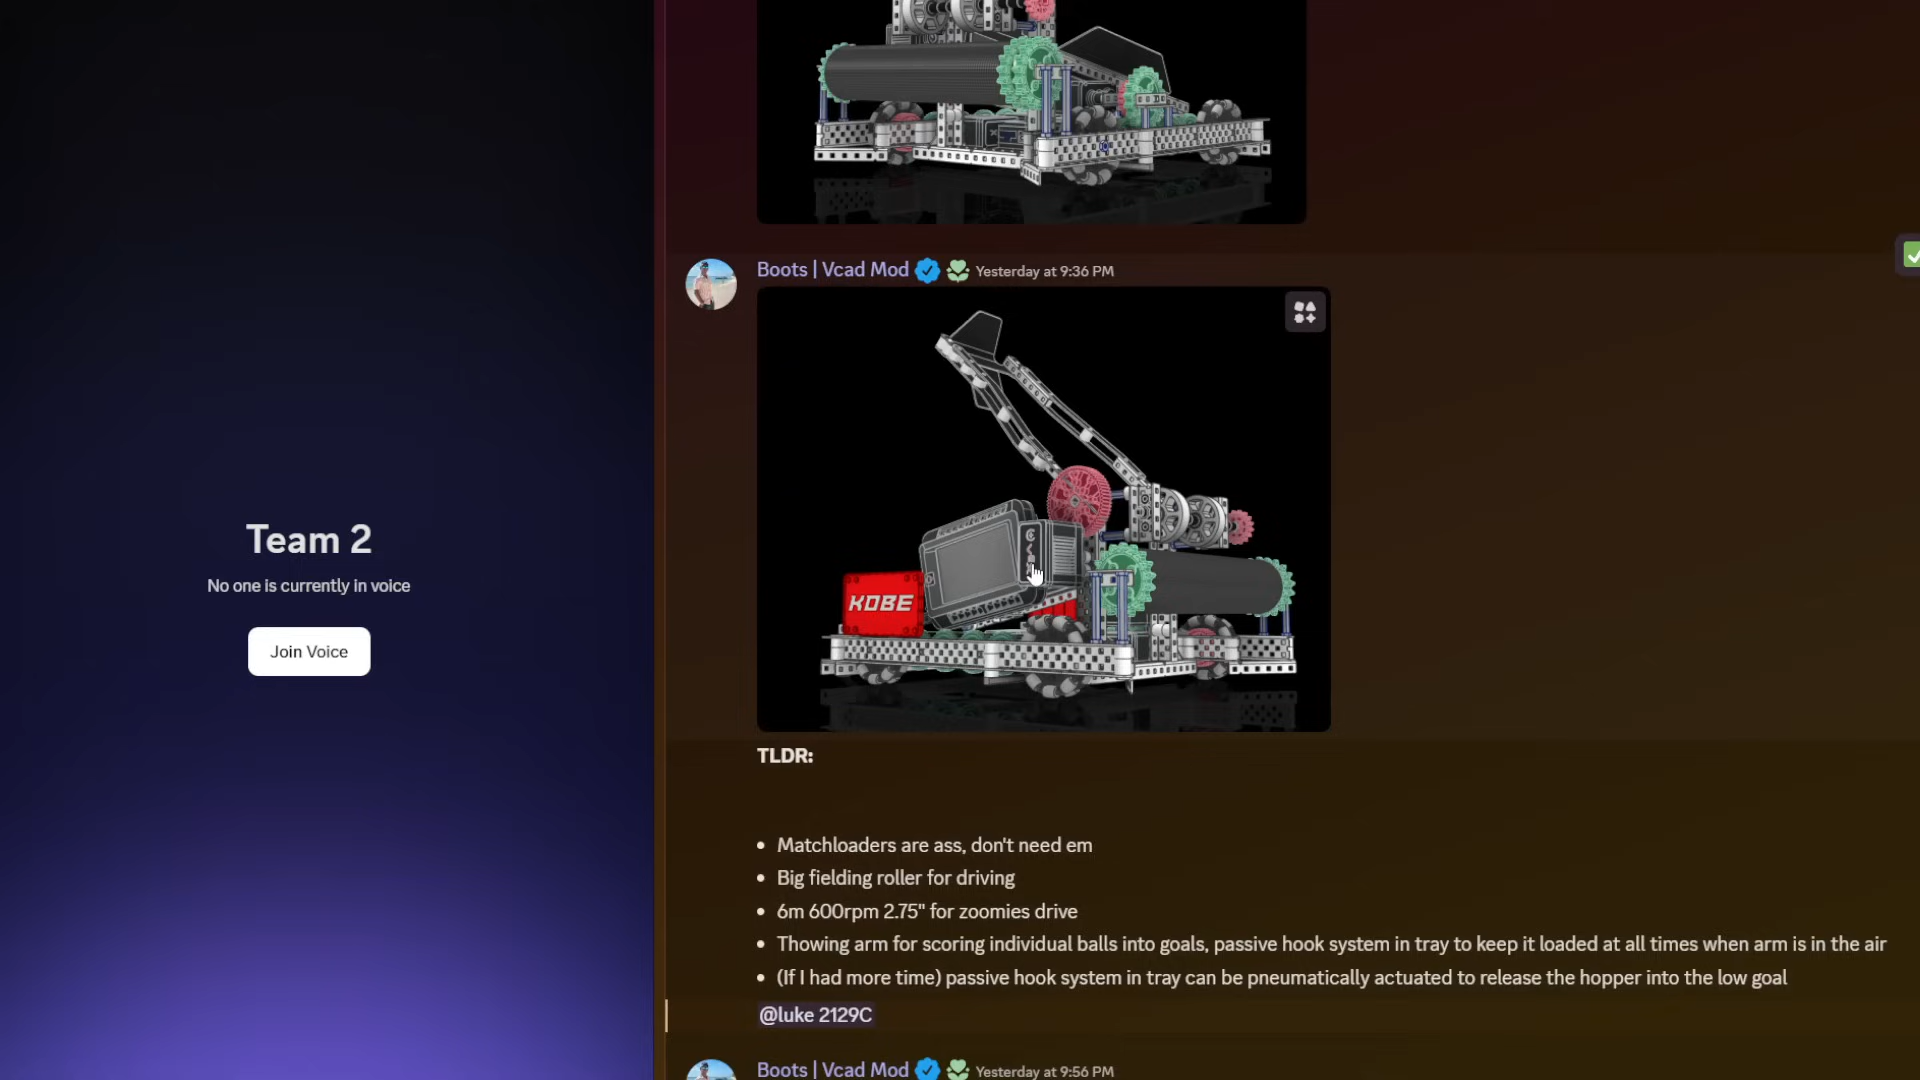 Boots | Vcad Mod Yesterday at 9:36 PM
KOBE
Team 2
No one is currently in voice
Join Voice
TLDR:
• Matchloaders are ass, don't need em
• Big fielding roller for driving
• 6m 600rpm 2.75" for zoomies drive
• Thowing arm for scoring individual balls into goals, passive hook system in tray to keep it loaded at all times when arm is in the air
• (If I had more time) passive hook system in tray can be pneumatically actuated to release the hopper into the low goal
@luke 2129C
Boots | Vcad Mod Yesterday at 9:56 PM